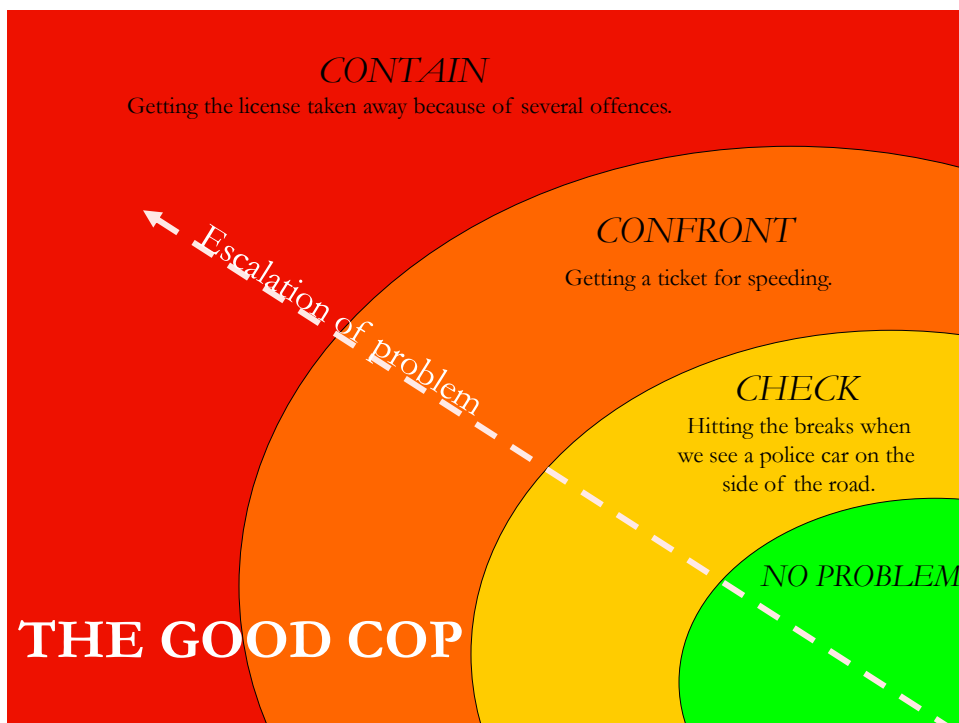 CONTAIN
Getting the license taken away because of several offences.
CONFRONT
Getting a ticket for speeding.
Escalation of problem
CHECK
Hitting the breaks when
we see a police car on the
side of the road.
NO PROBLEM
THE GOOD COP